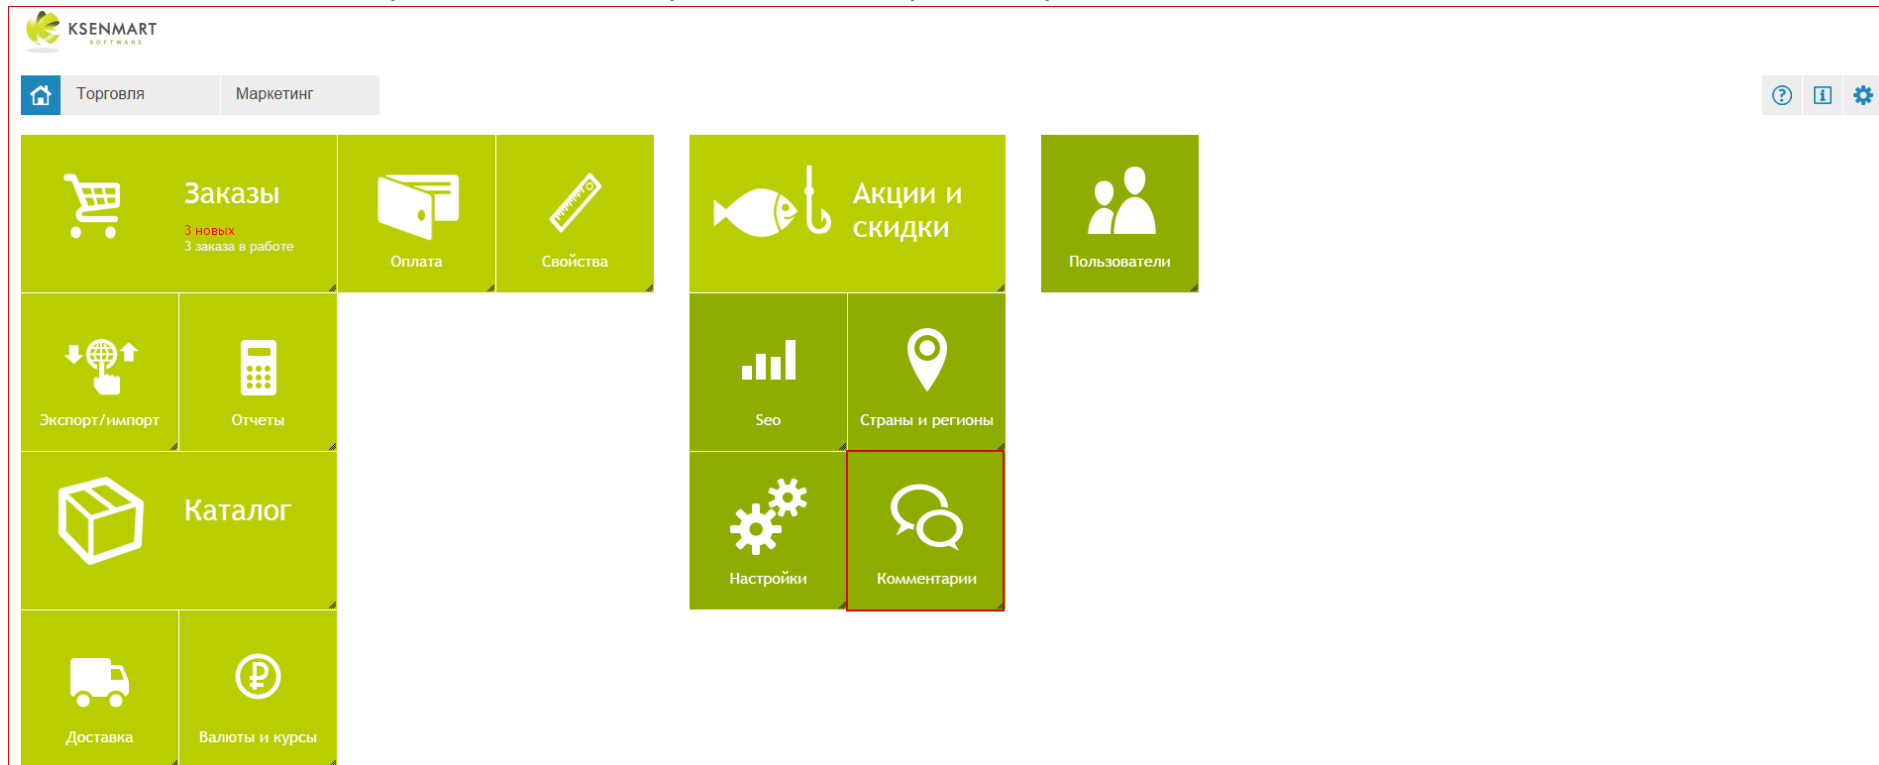 KSENMART
SOFTWARE
Торговля
Маркетинг
Заказы
3 новых
3 заказа в работе
Оплата
Свойства
Акции и
скидки
Пользователи
Экспорт/импорт
Отчеты
Seo
Страны и регионы
Каталог
Настройки
Комментарии
Доставка
Валюты и курсы